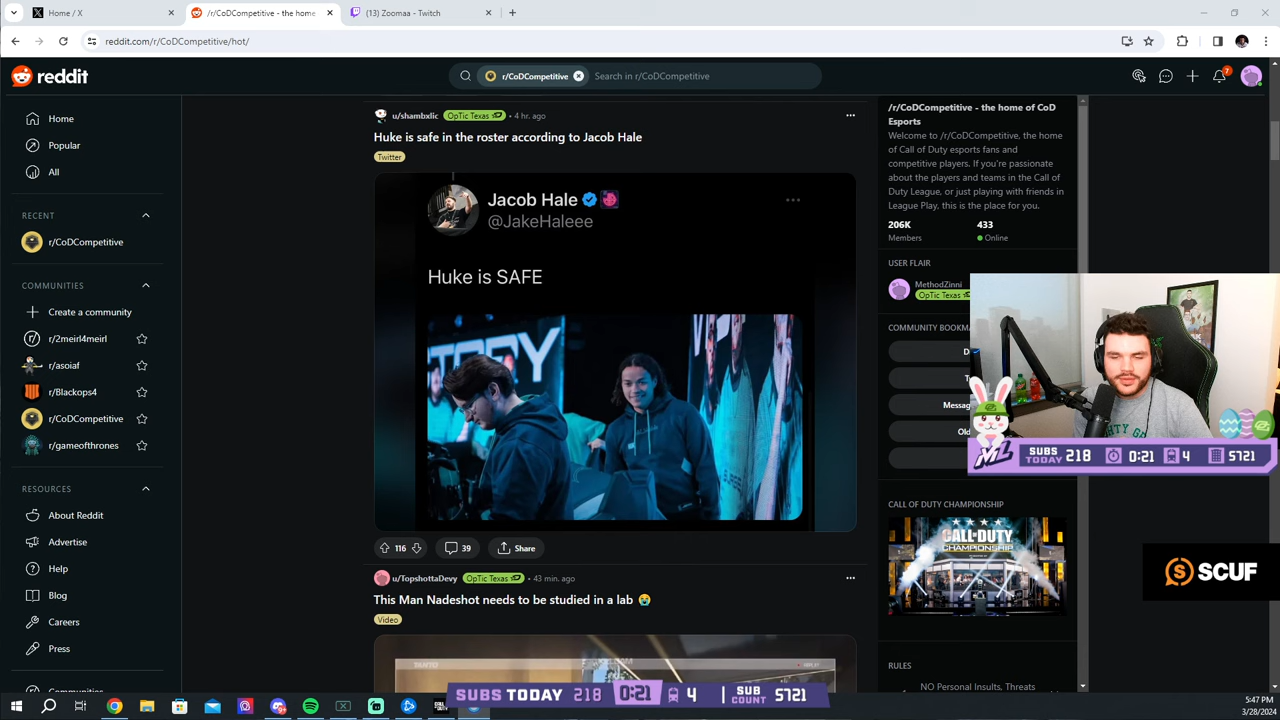 Home / X
/r/CoDCompetitive - the home
(13) Zoomaa - Twitch
reddit.com/r/CoDCompetitive/hot/
reddit
r/CoDCompetitive
Search in r/CoDCompetitive
7
Home
Popular
All
RECENT
r/CoDCompetitive
COMMUNITIES
Create a community
r/2meirl4meirl
r/asoiaf
r/Blackops4
r/CoDCompetitive
r/gameofthrones
RESOURCES
About Reddit
Advertise
Help
Blog
Careers
Press
Communities
u/shambxlic OpTic Texas • 4 hr. ago
Huke is safe in the roster according to Jacob Hale
Twitter
Jacob Hale
@JakeHaleee
Huke is SAFE
116
39
Share
u/TopshottaDevy OpTic Texas • 43 min. ago
This Man Nadeshot needs to be studied in a lab 😭
Video
/r/CoDCompetitive - the home of CoD
Esports
Welcome to /r/CoDCompetitive, the home
of Call of Duty esports fans and
competitive players. If you're passionate
about the players and teams in the Call of
Duty League, or just playing with friends in
League Play, this is the place for you.
206K
433
Members
Online
USER FLAIR
MethodZinni
OpTic Texas
COMMUNITY BOOKMA
D
T
Messag
Old
CALL OF DUTY CHAMPIONSHIP
CALL°DUTY
CHAMPIONSHIP
RULES
NO Personal Insults, Threats
ML
SUBS
TODAY 218
0:21
4
5721
SCUF
SUBS TODAY 218
0:21
4
SUB
COUNT 5721
5:47 PM
3/28/2024